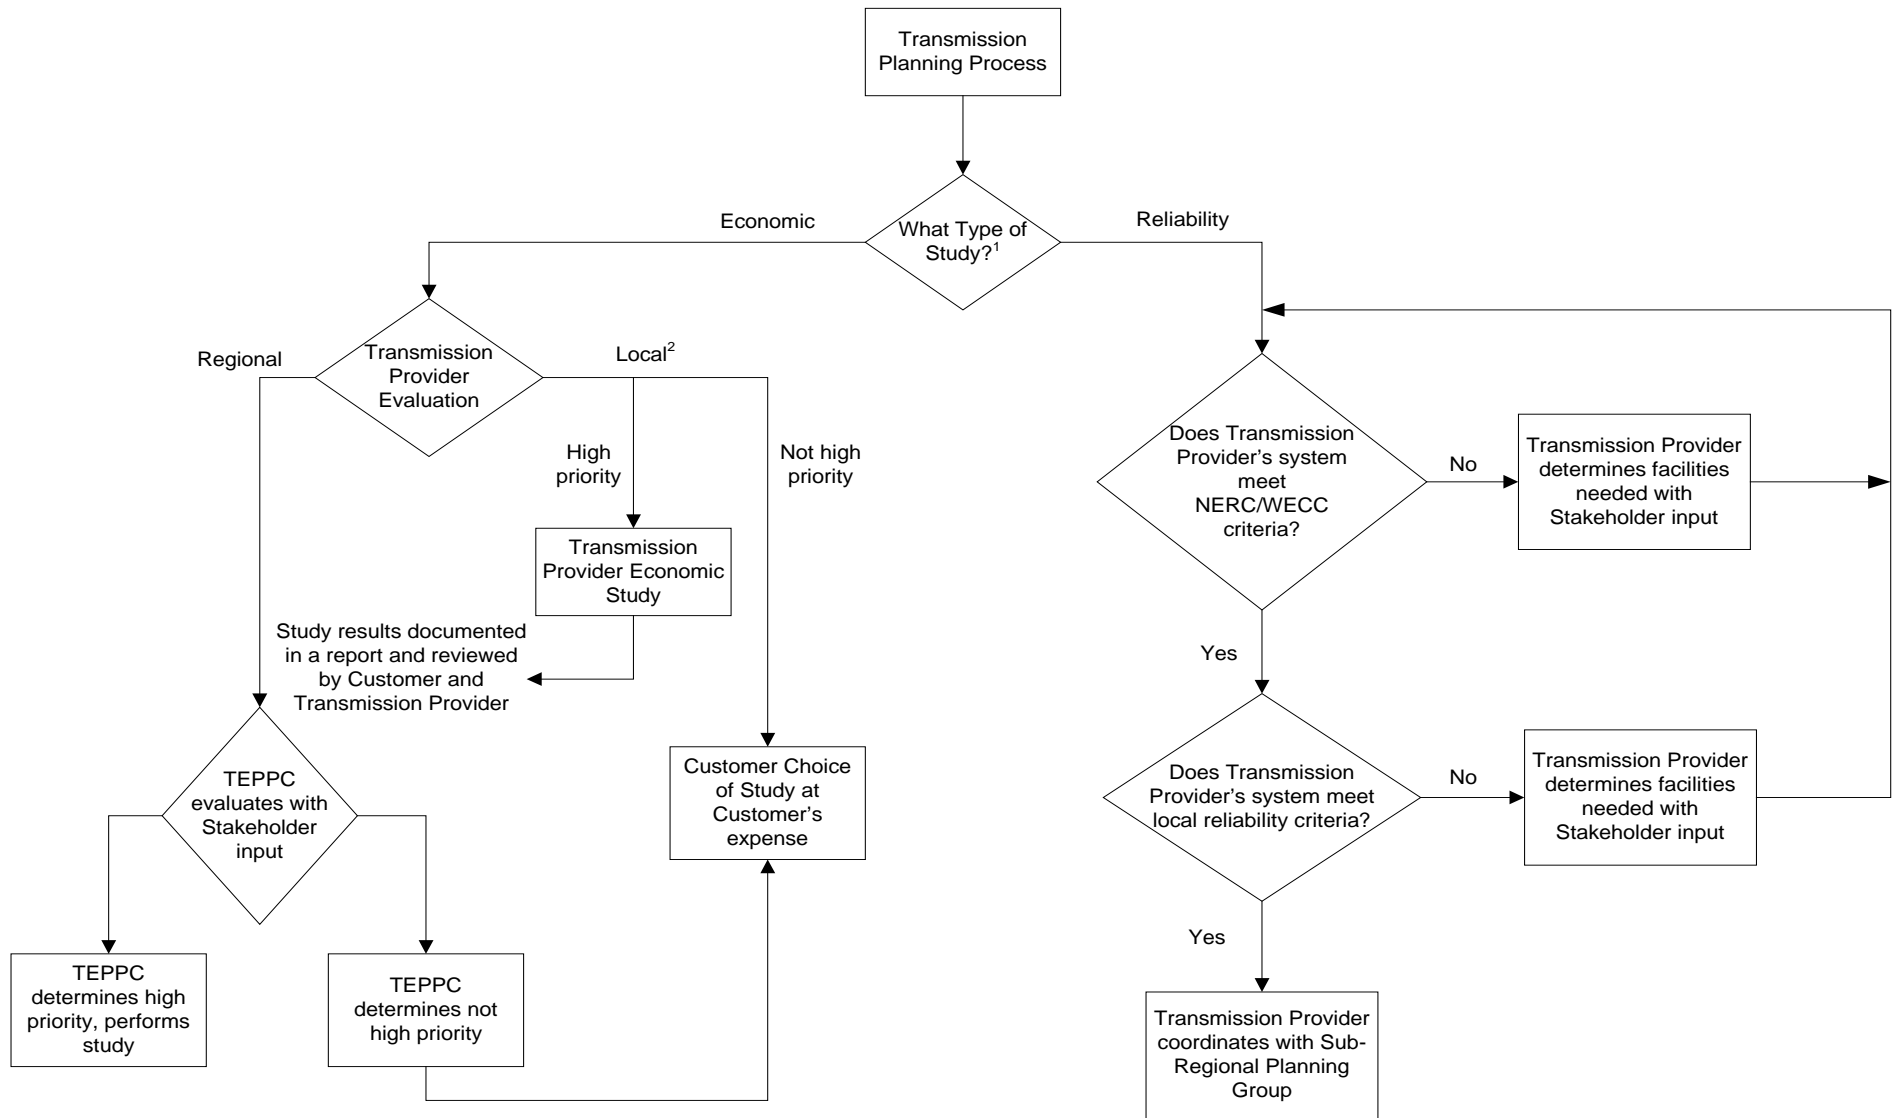 Transmission
Planning Process
What Type of
Study?¹
Economic
Reliability
Transmission
Provider
Evaluation
Regional
Local²
High
priority
Not high
priority
Transmission
Provider Economic
Study
Study results documented
in a report and reviewed
by Customer and
Transmission Provider
TEPPC
evaluates with
Stakeholder
input
Customer Choice
of Study at
Customer’s
expense
TEPPC
determines high
priority, performs
study
TEPPC
determines not
high priority
Does Transmission
Provider’s system
meet
NERC/WECC
criteria?
No
Transmission Provider
determines facilities
needed with
Stakeholder input
Yes
Does Transmission
Provider’s system meet
local reliability criteria?
No
Transmission Provider
determines facilities
needed with
Stakeholder input
Yes
Transmission Provider
coordinates with Sub-
Regional Planning
Group